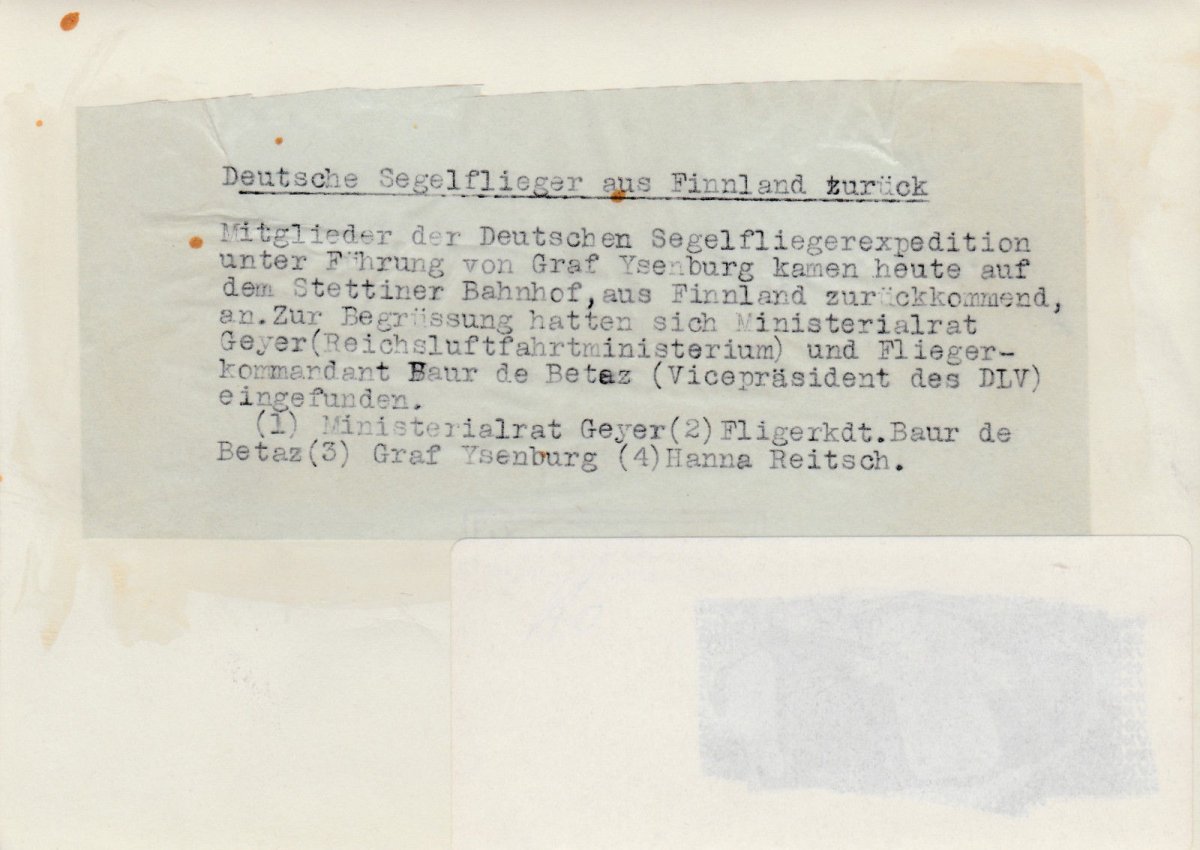 Deutsche Segelflieger aus Finnland zurück
Mitglieder der Deutschen Segelfliegerexpedition
unter Führung von Graf Ysenburg kamen heute auf
dem Stettiner Bahnhof,aus Finnland zurückkommend,
an.Zur Begrüssung hatten sich Ministerialrat
Geyer(Reichsluftfahrtministerium) und Flieger-
kommandant Baur de Betaz (Vicepräsident des DLV)
eingefunden.
(1) Ministerialrat Geyer(2)Fligerkdt.Baur de
Betaz(3) Graf Ysenburg (4)Hanna Reitsch.